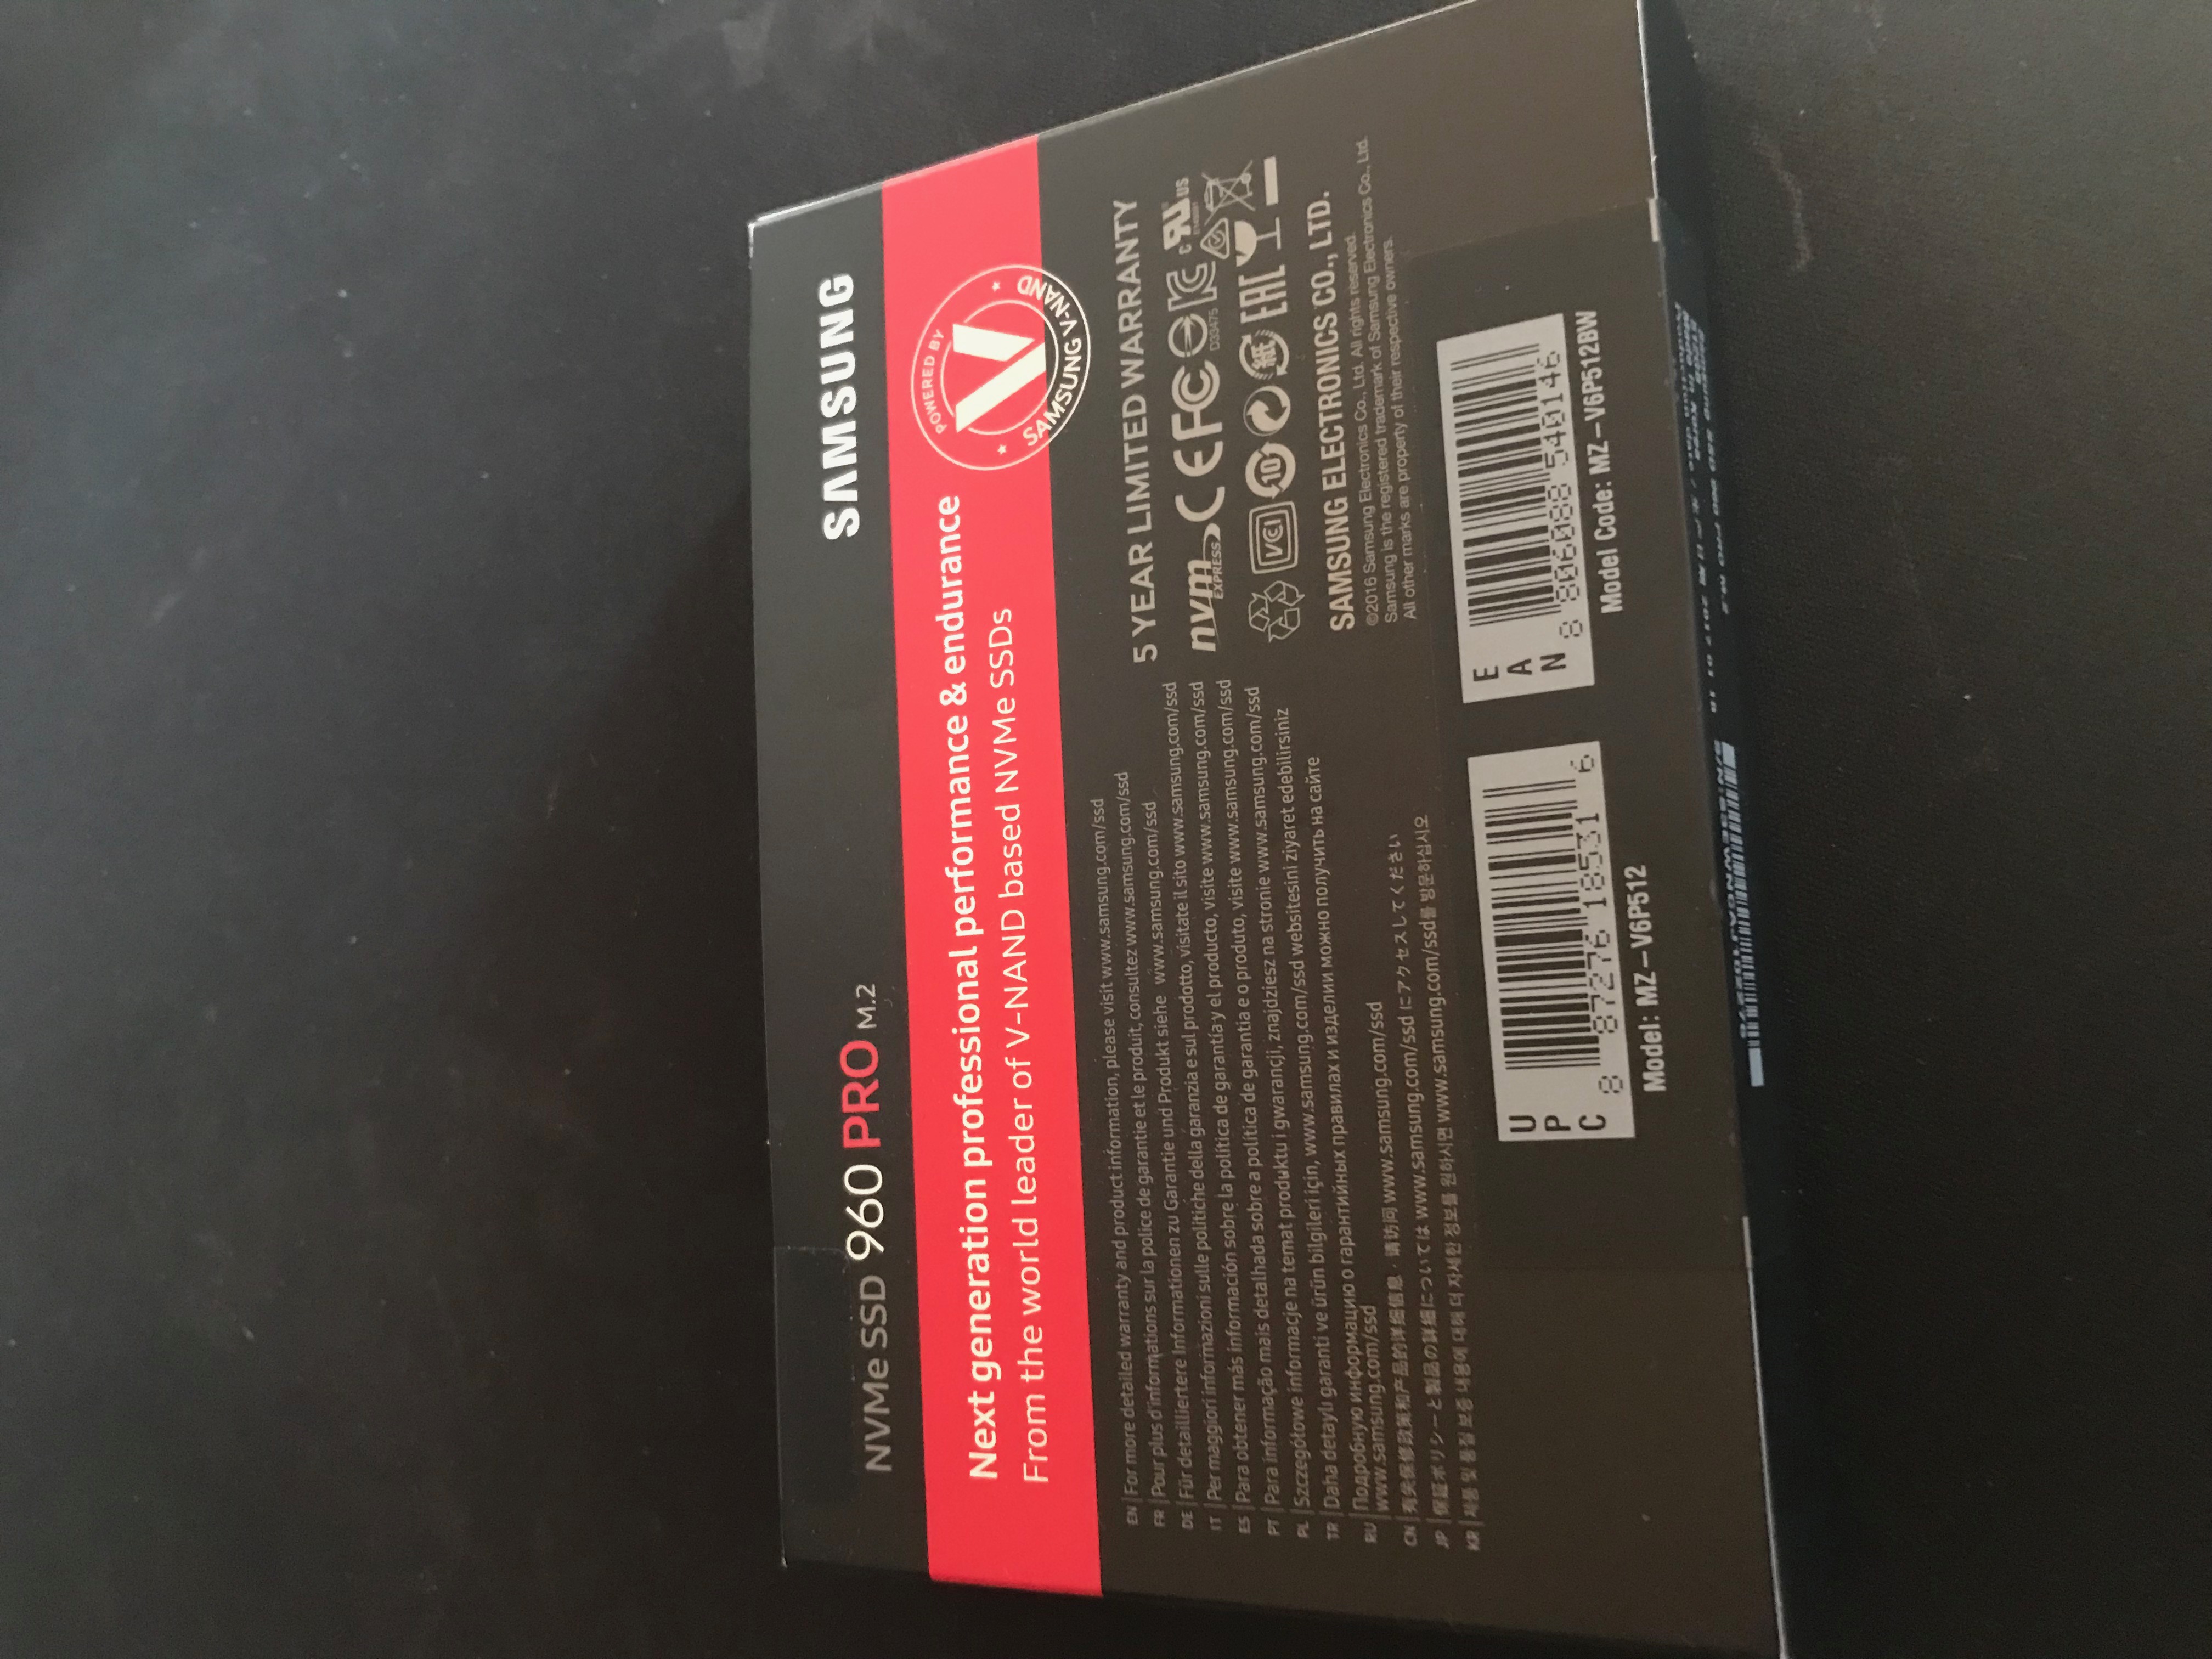 NVMe SSD 960 PRO M.2
SAMSUNG
Next generation professional performance & endurance
From the world leader of V-NAND based NVMe SSDs
POWERED BY
SAMSUNG V-NAND
EN | For more detailed warranty and product information, please visit www.samsung.com/ssd
FR | Pour plus d'informations sur la police de garantie et le produit, consultez www.samsung.com/ssd
DE | Für detailliertere Informationen zu Garantie und Produkt siehe www.samsung.com/ssd
IT | Per maggiori informazioni sulle politiche della garanzia e sul prodotto, visitate il sito www.samsung.com/ssd
ES | Para obtener más información sobre la política de garantía y el producto, visite www.samsung.com/ssd
PT | Para informação mais detalhada sobre a política de garantia e o produto, visite www.samsung.com/ssd
PL | Szczegółowe informacje na temat produktu i gwarancji, znajdziesz na stronie www.samsung.com/ssd
TR | Daha detaylı garanti ve ürün bilgileri için, www.samsung.com/ssd websitesini ziyaret edebilirsiniz
RU | Подробную информацию о гарантийных правилах и изделии можно получить на сайте
www.samsung.com/ssd
CN | 有关保修政策和产品的详细信息，请访问 www.samsung.com/ssd
JP | 保証ポリシーと製品の詳細については www.samsung.com/ssd にアクセスしてください
KR | 제품 및 품질 보증 내용에 대해 더 자세한 정보를 원하시면 www.samsung.com/ssd를 방문하십시오
5 YEAR LIMITED WARRANTY
nvm EXPRESS CE FC D33475 c RU US
VCI 10 紙 EAC
SAMSUNG ELECTRONICS CO., LTD.
©2016 Samsung Electronics Co., Ltd. All rights reserved.
Samsung is the registered trademark of Samsung Electronics Co., Ltd.
All other marks are property of their respective owners.
UPC
8 87276 18531 6
Model: MZ-V6P512
EAN
8 806088 540146
Model Code: MZ-V6P512BW